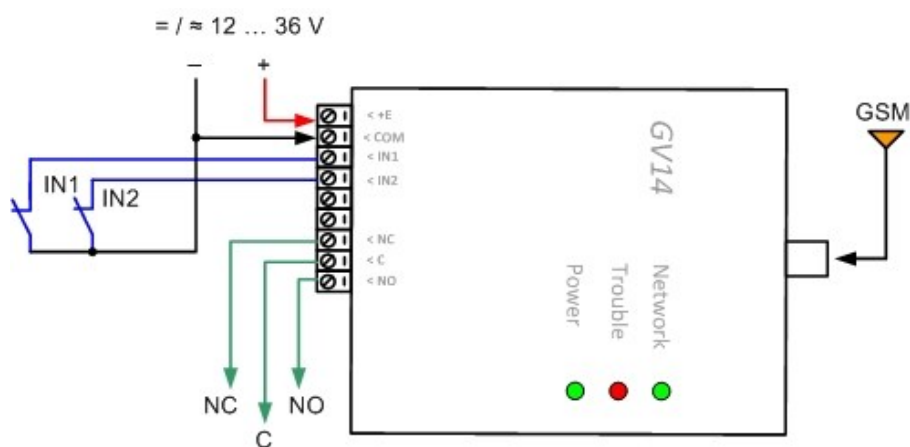 = / ≈ 12 ... 36 V
– +
< +E
< COM
< IN1
< IN2
< NC
< C
< NO
IN1
IN2
GV14
GSM
Power
Trouble
Network
NC
C
NO